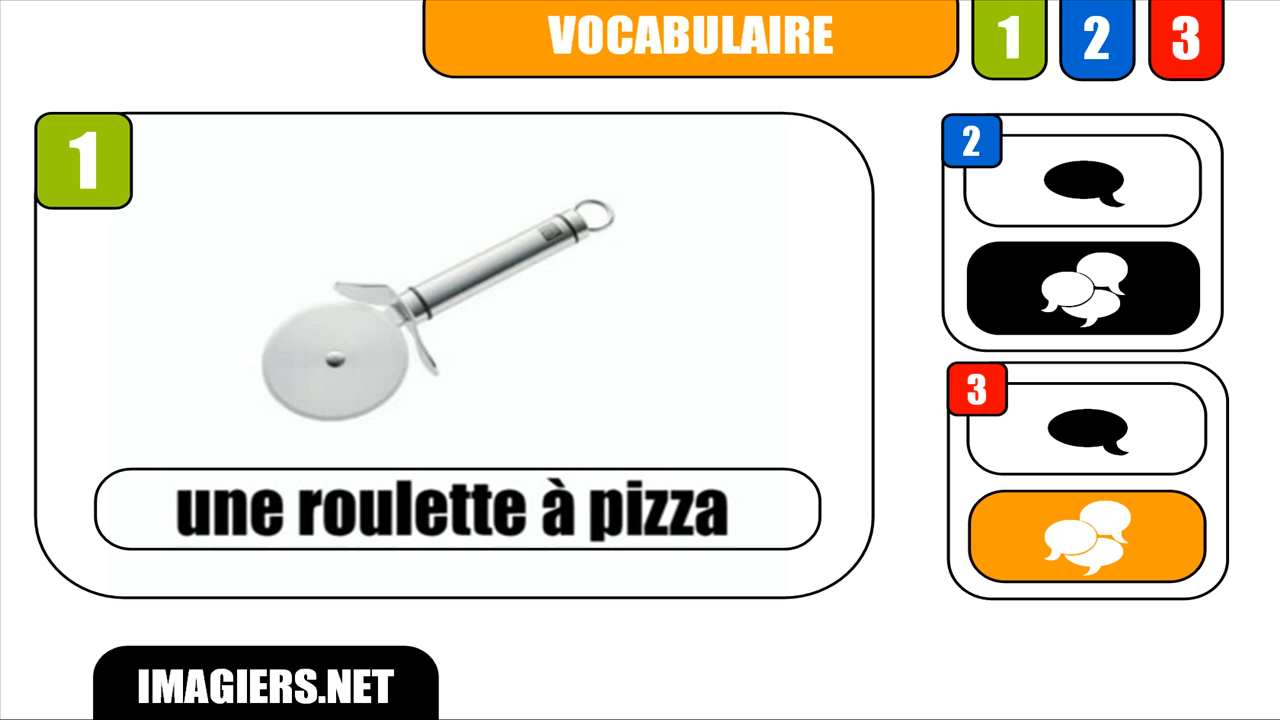 VOCABULAIRE
1
2
3
1
une roulette à pizza
2
3
IMAGIERS.NET